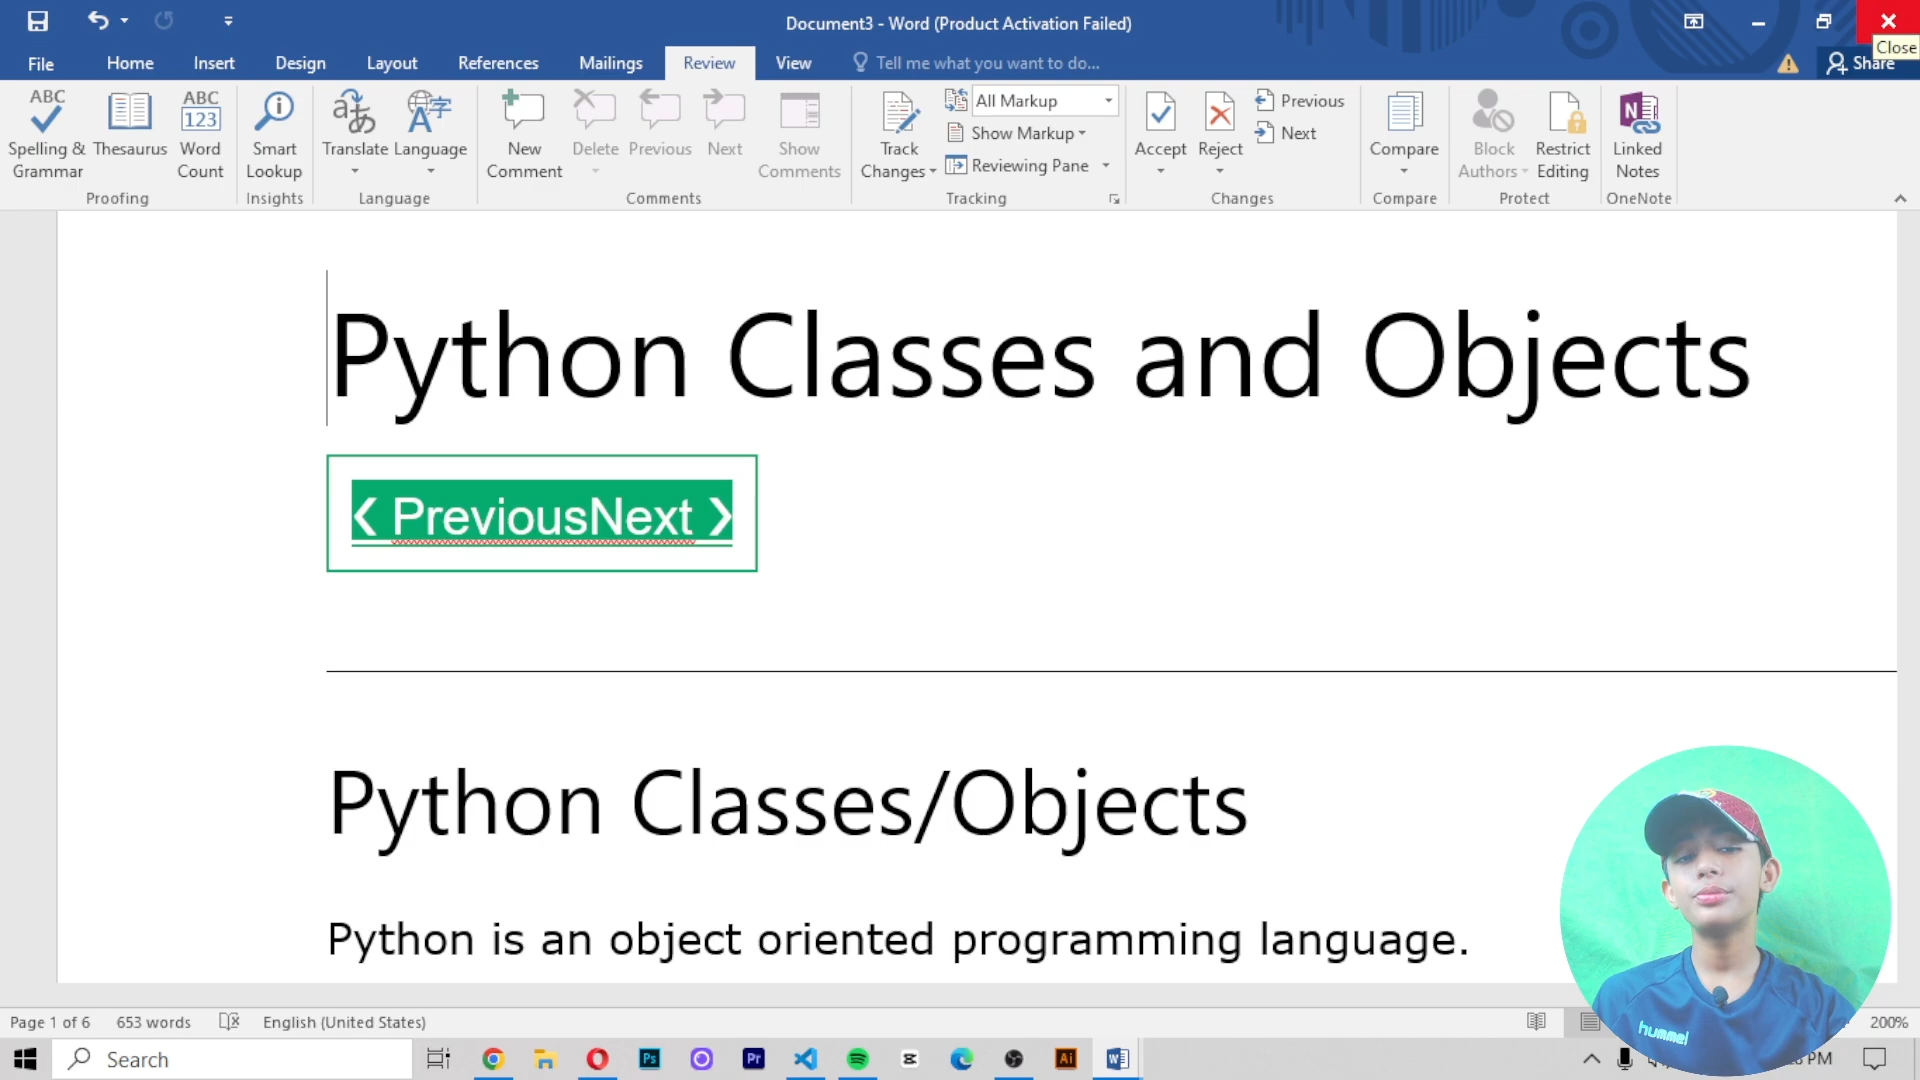 Document3 - Word (Product Activation Failed)
Close
File Home Insert Design Layout References Mailings Review View Tell me what you want to do... Share
ABC
Spelling & Grammar
Thesaurus
ABC
123
Word Count
Smart Lookup
Translate
Language
New Comment
Delete
Previous
Next
Show Comments
Track Changes
All Markup
Show Markup
Reviewing Pane
Accept
Reject
Previous
Next
Compare
Block Authors
Restrict Editing
Linked Notes
Proofing Insights Language Comments Tracking Changes Compare Protect OneNote
Python Classes and Objects
❮ PreviousNext ❯
Python Classes/Objects
Python is an object oriented programming language.
hummel
Page 1 of 6 653 words English (United States) 200%
Search
Ps
Pr
Ai
PM